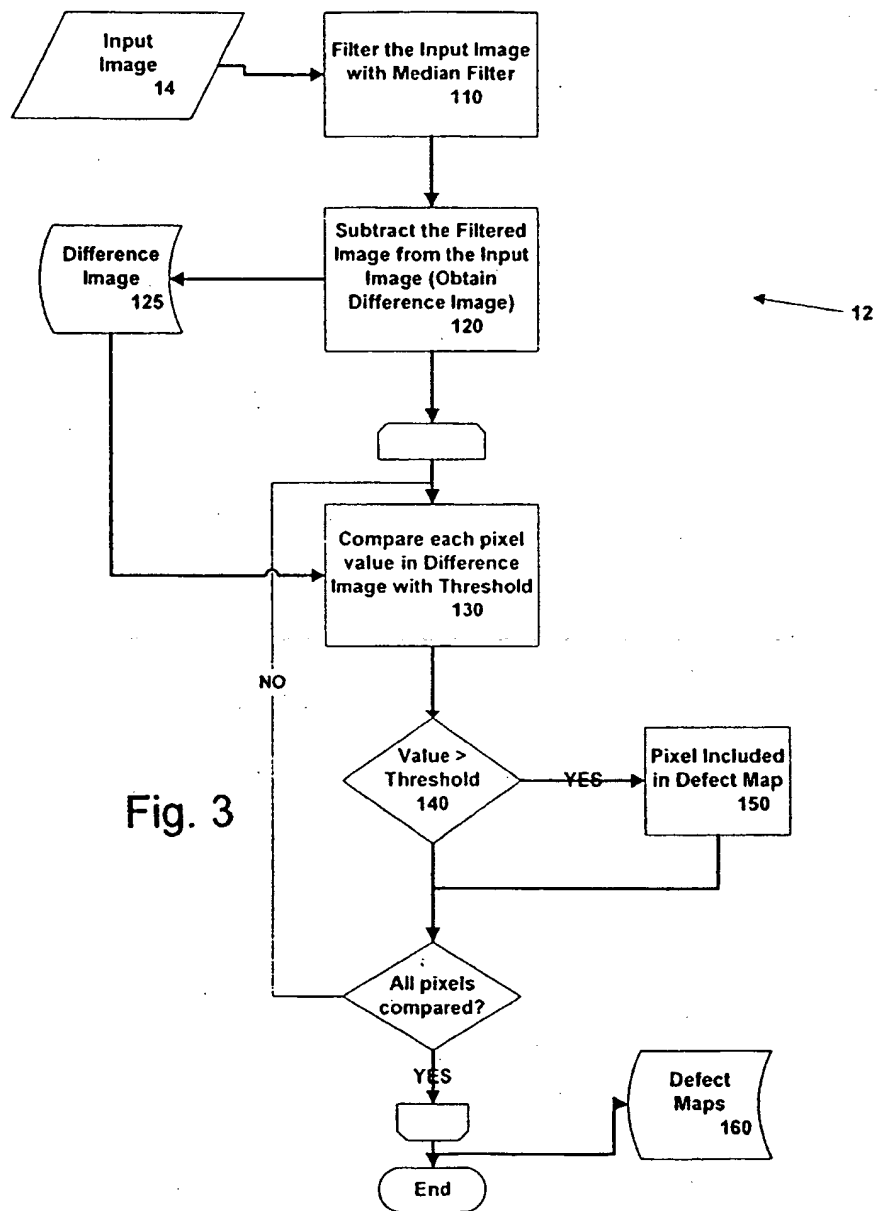 Input
Image
14
Filter the Input Image
with Median Filter
110
Difference
Image
125
Subtract the Filtered
Image from the Input
Image (Obtain
Difference Image)
120
12
Compare each pixel
value in Difference
Image with Threshold
130
NO
Value >
Threshold
140
YES
Pixel Included
in Defect Map
150
Fig. 3
All pixels
compared?
YES
Defect
Maps
160
End